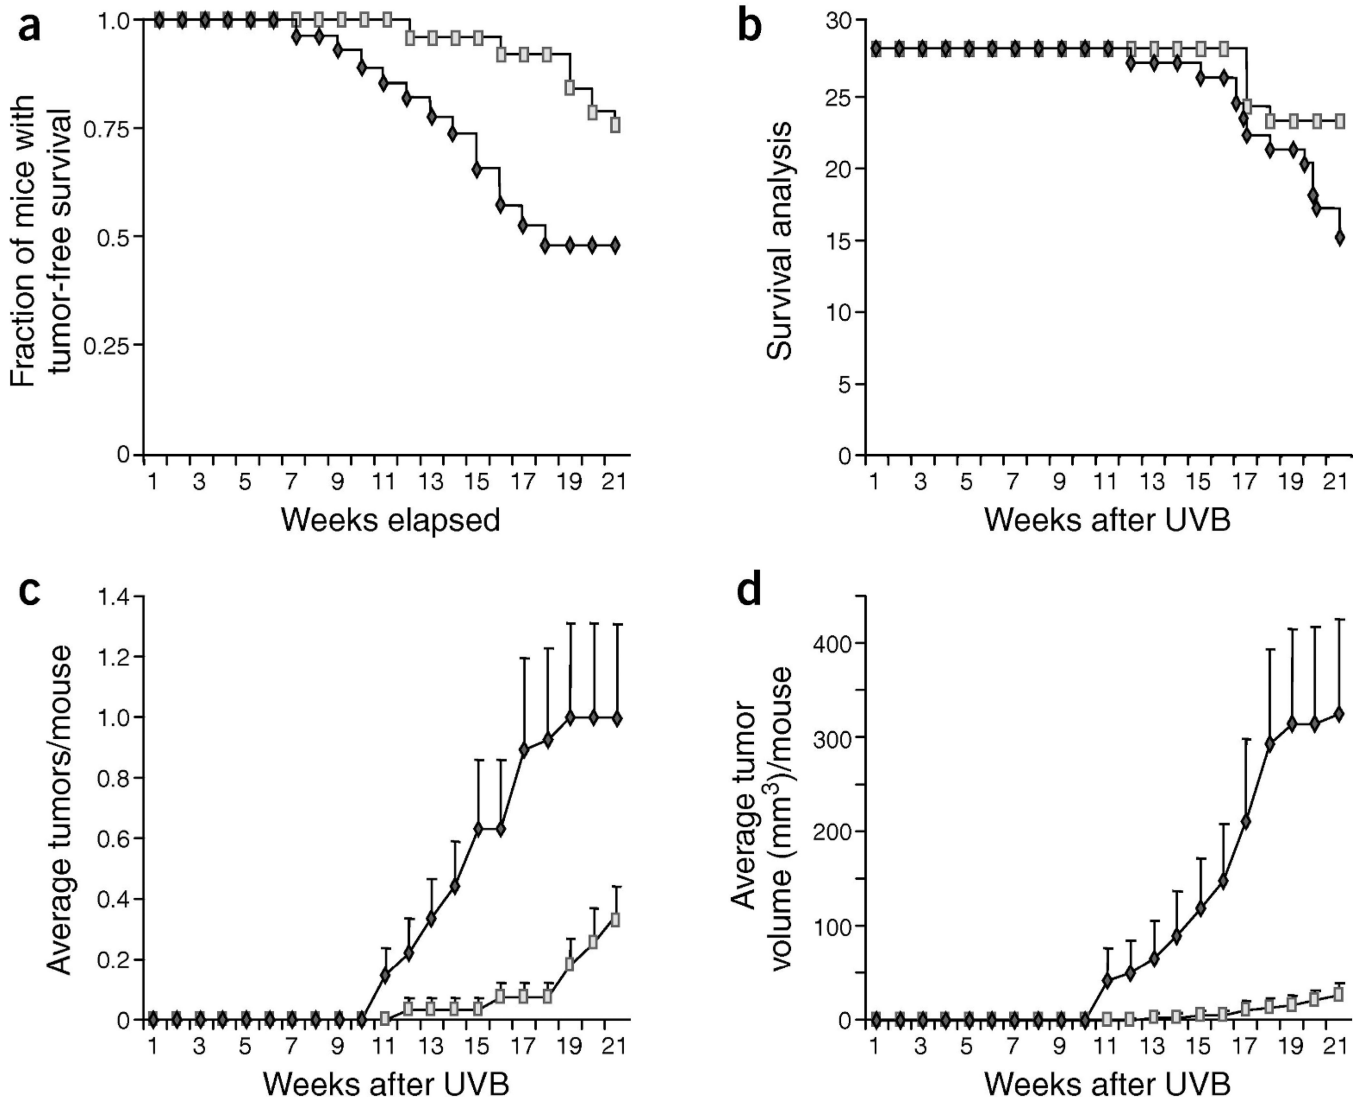 a
1.0
0.75
0.5
0.25
0
Fraction of mice with
tumor-free survival
1 3 5 7 9 11 13 15 17 19 21
Weeks elapsed
b
30
25
20
15
10
5
0
Survival analysis
1 3 5 7 9 11 13 15 17 19 21
Weeks after UVB
c
1.4
1.2
1.0
0.8
0.6
0.4
0.2
0
Average tumors/mouse
1 3 5 7 9 11 13 15 17 19 21
Weeks after UVB
d
400
300
200
100
0
Average tumor
volume (mm³)/mouse
1 3 5 7 9 11 13 15 17 19 21
Weeks after UVB